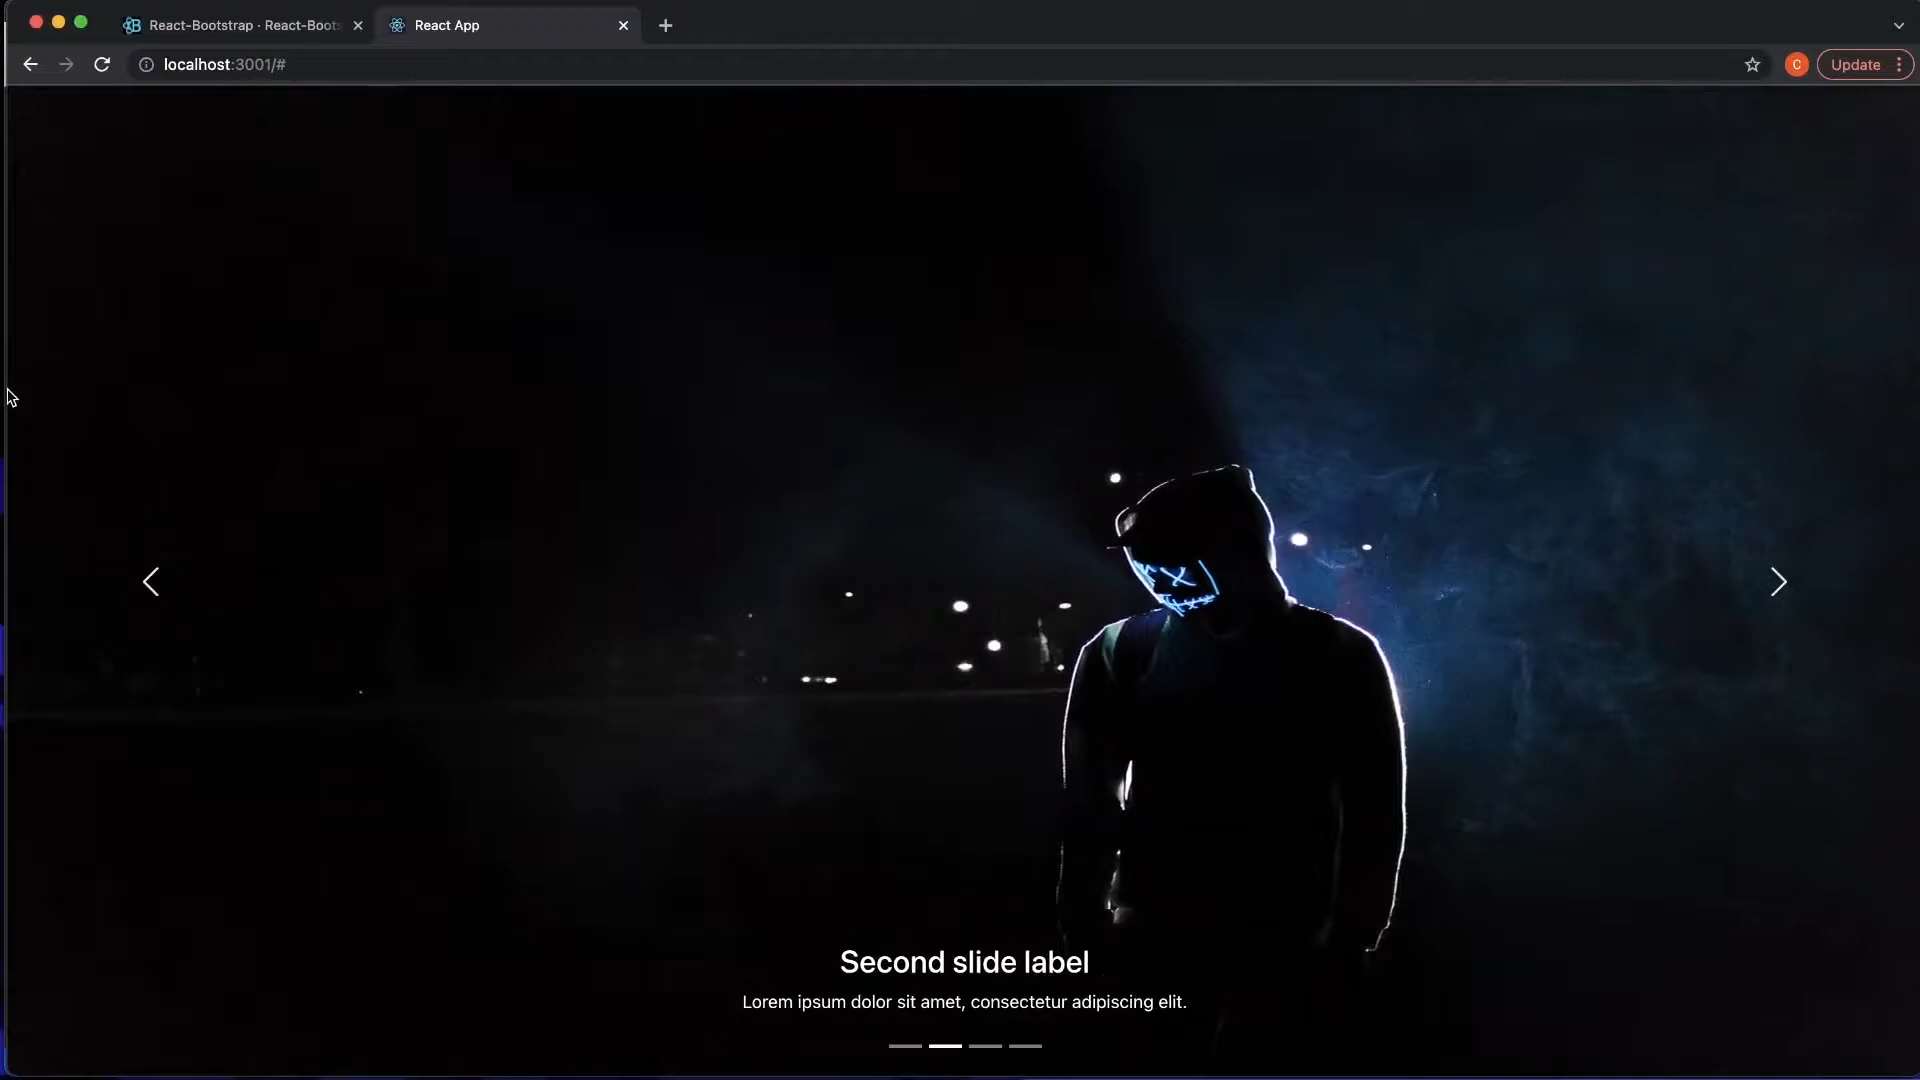 React-Bootstrap · React-Boots
React App
localhost:3001/#
C
Update
Second slide label
Lorem ipsum dolor sit amet, consectetur adipiscing elit.